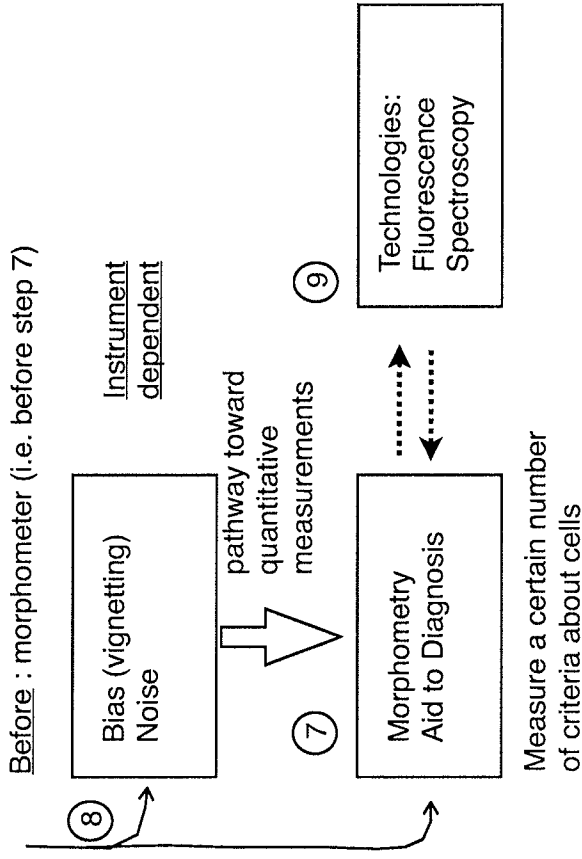 Before : morphometer (i.e. before step 7)
8
Bias (vignetting)
Noise
Instrument
dependent
pathway toward
quantitative
measurements
7
Morphometry
Aid to Diagnosis
9
Technologies:
Fluorescence
Spectroscopy
Measure a certain number
of criteria about cells